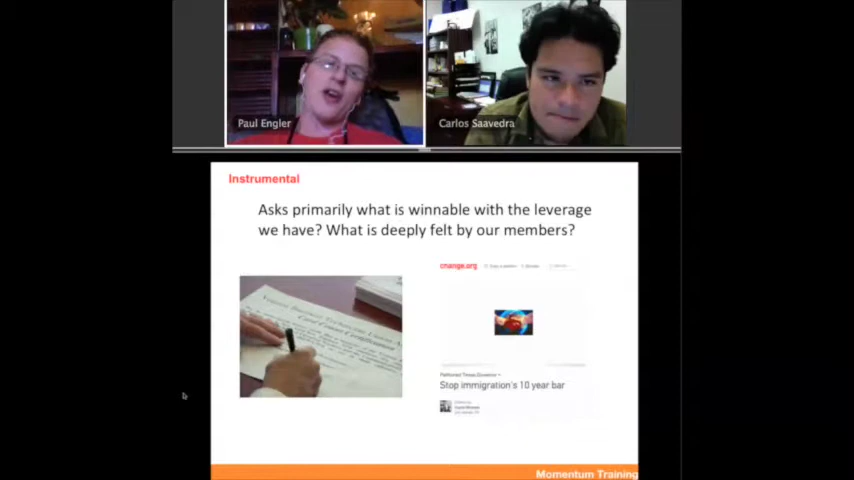 Paul Engler
Carlos Saavedra
Instrumental
Asks primarily what is winnable with the leverage
we have? What is deeply felt by our members?
change.org
Stop immigration's 10 year bar
Momentum Training